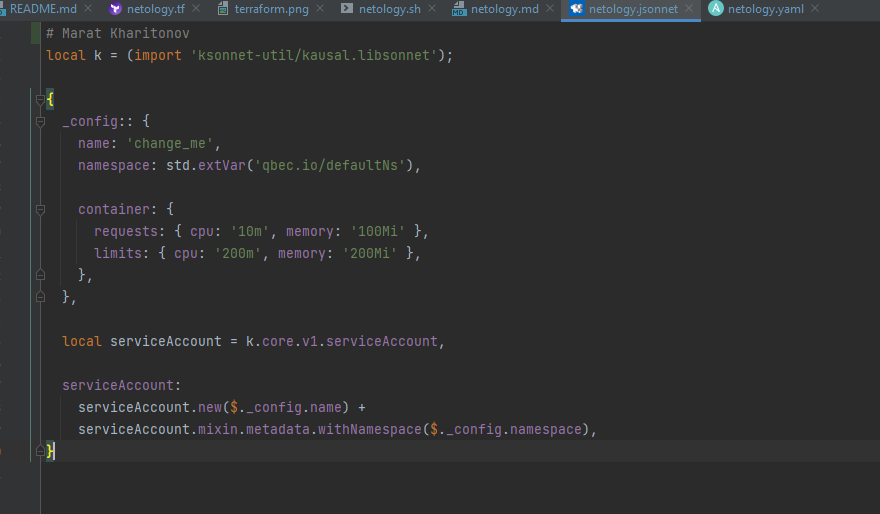 README.md netology.tf terraform.png netology.sh netology.md netology.jsonnet netology.yaml
# Marat Kharitonov
local k = (import 'ksonnet-util/kausal.libsonnet');
{
  _config:: {
    name: 'change_me',
    namespace: std.extVar('qbec.io/defaultNs'),
    container: {
      requests: { cpu: '10m', memory: '100Mi' },
      limits: { cpu: '200m', memory: '200Mi' },
    },
  },
  local serviceAccount = k.core.v1.serviceAccount,
  serviceAccount:
    serviceAccount.new($._config.name) +
    serviceAccount.mixin.metadata.withNamespace($._config.namespace),
}